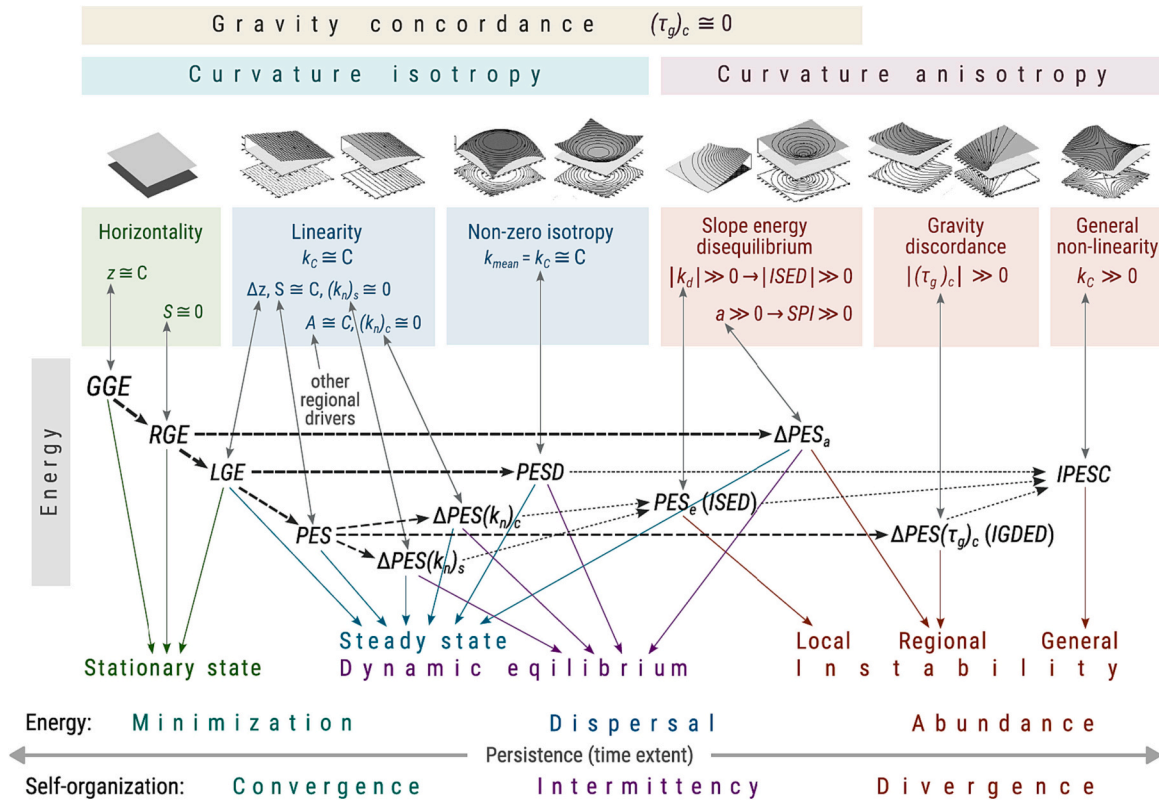 Gravity concordance (τg)c ≅ 0
Curvature isotropy
Curvature anisotropy
Horizontality
z ≅ C
S ≅ 0
Linearity
kC ≅ C
Δz, S ≅ C, (kn)s ≅ 0
A ≅ C, (kn)c ≅ 0
Non-zero isotropy
kmean = kC ≅ C
Slope energy
disequilibrium
|kd| ≫ 0 → |ISED| ≫ 0
a ≫ 0 → SPI ≫ 0
Gravity
discordance
|(τg)c| ≫ 0
General
non-linearity
kC ≫ 0
Energy
GGE
other
regional
drivers
RGE
ΔPESa
LGE
PESD
IPESC
PES
ΔPES(kn)c
PESe (ISED)
ΔPES(τg)c (IGDED)
ΔPES(kn)s
Steady state
Local Regional General
Stationary state
Dynamic eqilibrium
Instability
Energy: Minimization Dispersal Abundance
Persistence (time extent)
Self-organization: Convergence Intermittency Divergence